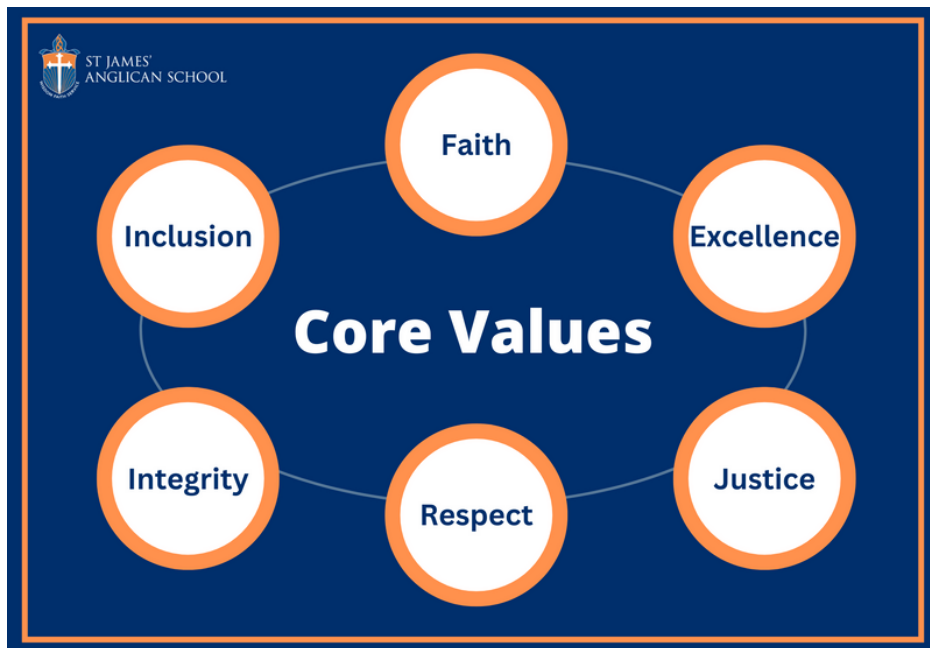 ST JAMES'
ANGLICAN SCHOOL
Faith
Inclusion
Excellence
Core Values
Integrity
Justice
Respect